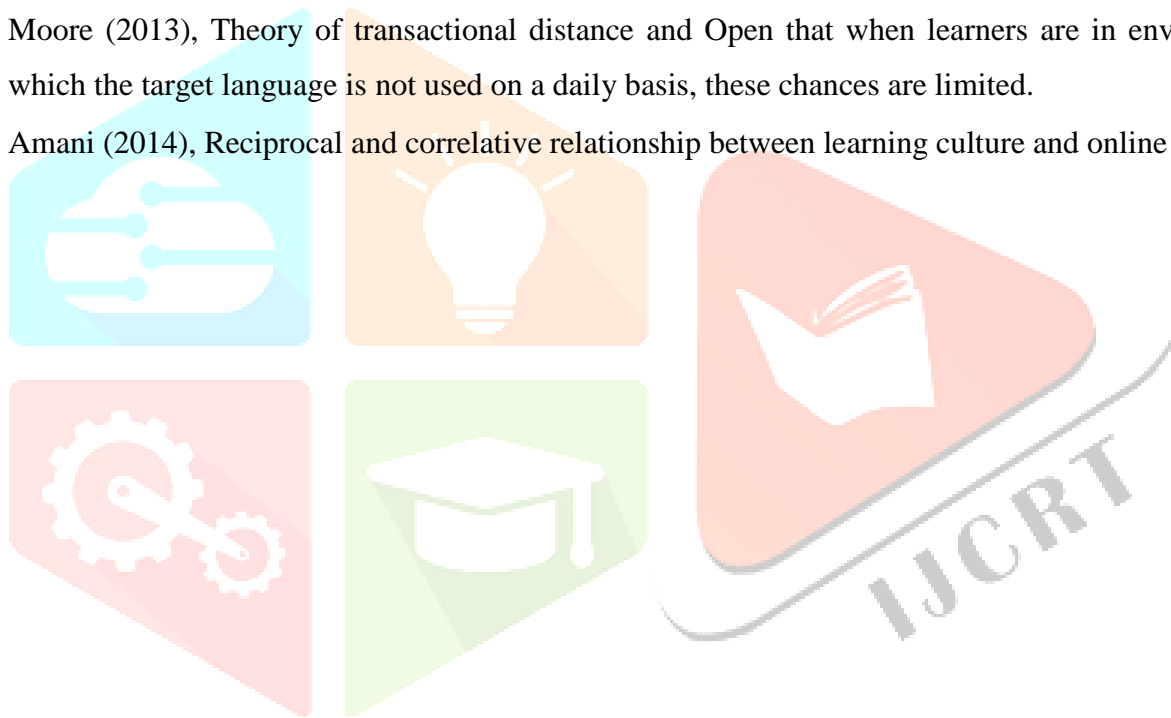 Moore (2013), Theory of transactional distance and Open that when learners are in env
which the target language is not used on a daily basis, these chances are limited.
Amani (2014), Reciprocal and correlative relationship between learning culture and online
IJCRT